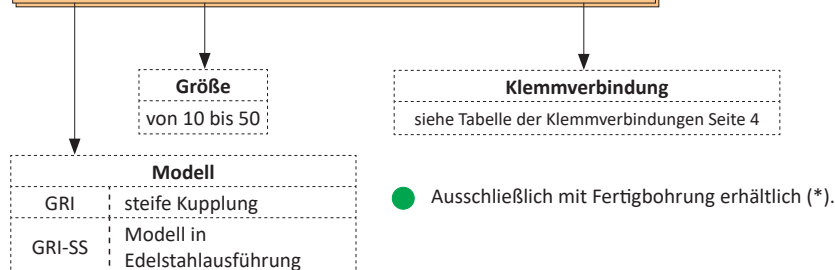 Größe
von 10 bis 50
Klemmverbindung
siehe Tabelle der Klemmverbindungen Seite 4
Modell
GRI steife Kupplung
GRI-SS Modell in
Edelstahlausführung
Ausschließlich mit Fertigbohrung erhältlich (*).